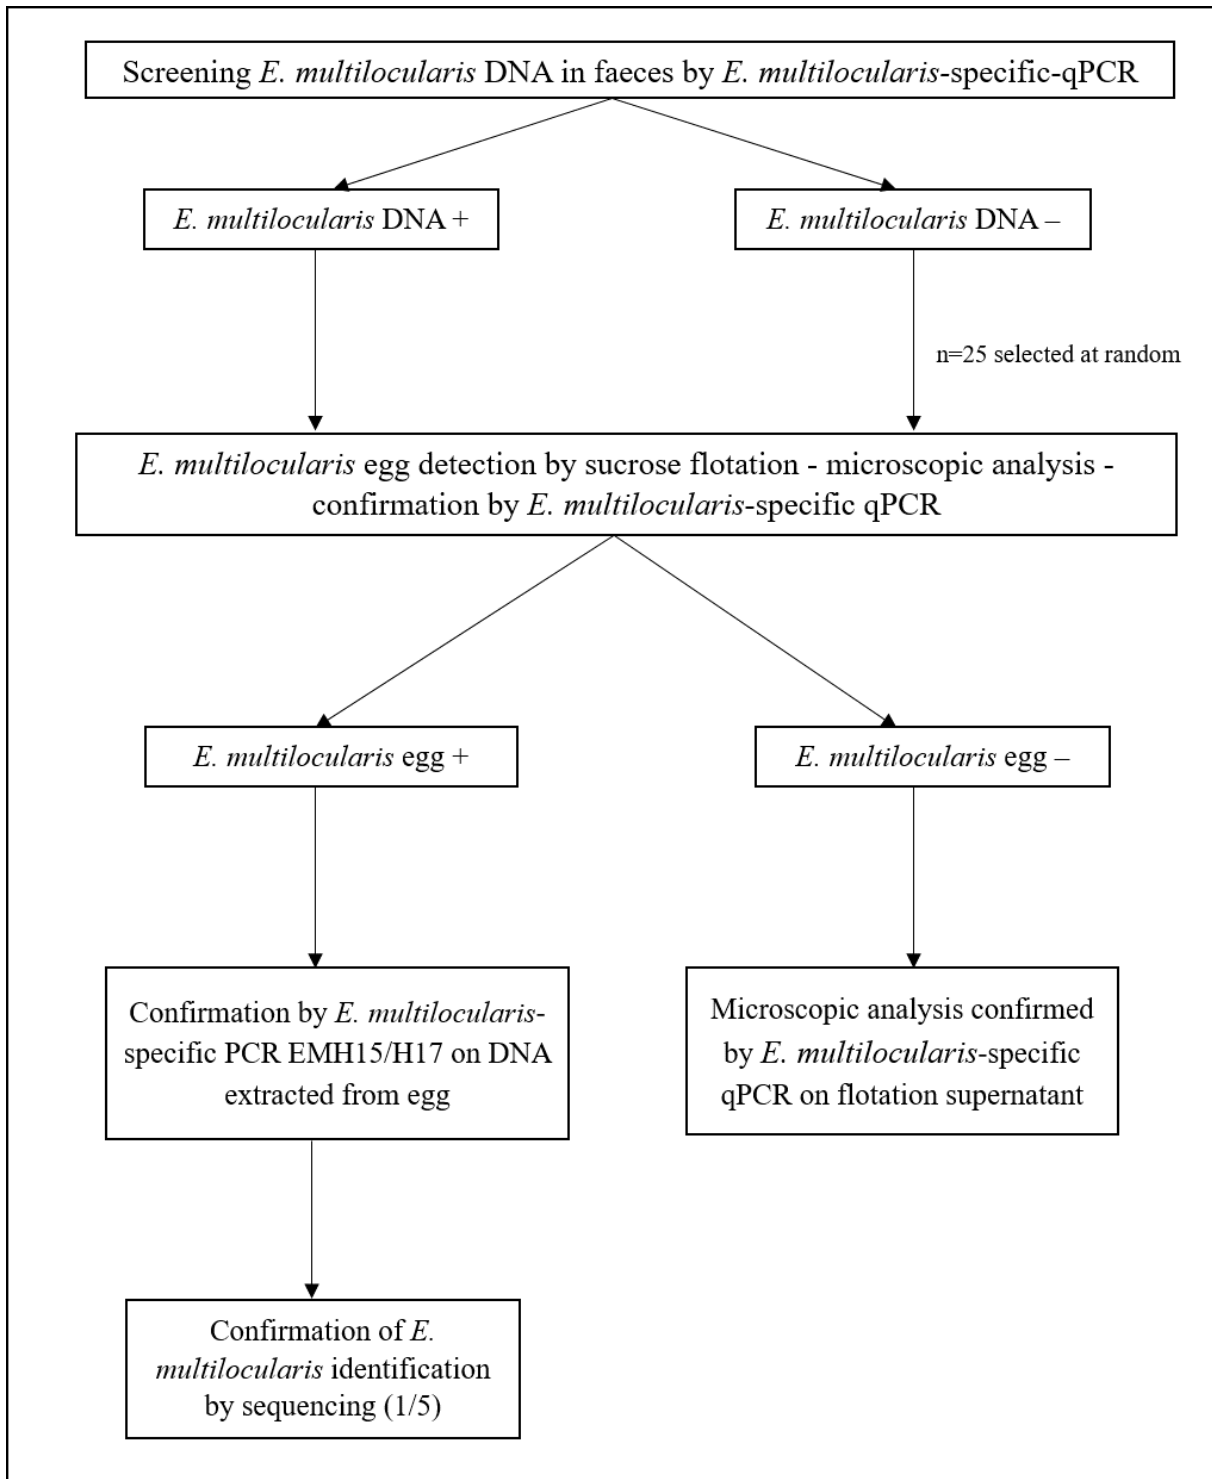 Screening E. multilocularis DNA in faeces by E. multilocularis-specific-qPCR
E. multilocularis DNA +
E. multilocularis DNA –
n=25 selected at random
E. multilocularis egg detection by sucrose flotation - microscopic analysis -
confirmation by E. multilocularis-specific qPCR
E. multilocularis egg +
E. multilocularis egg –
Confirmation by E. multilocularis-
specific PCR EMH15/H17 on DNA
extracted from egg
Microscopic analysis confirmed
by E. multilocularis-specific
qPCR on flotation supernatant
Confirmation of E.
multilocularis identification
by sequencing (1/5)